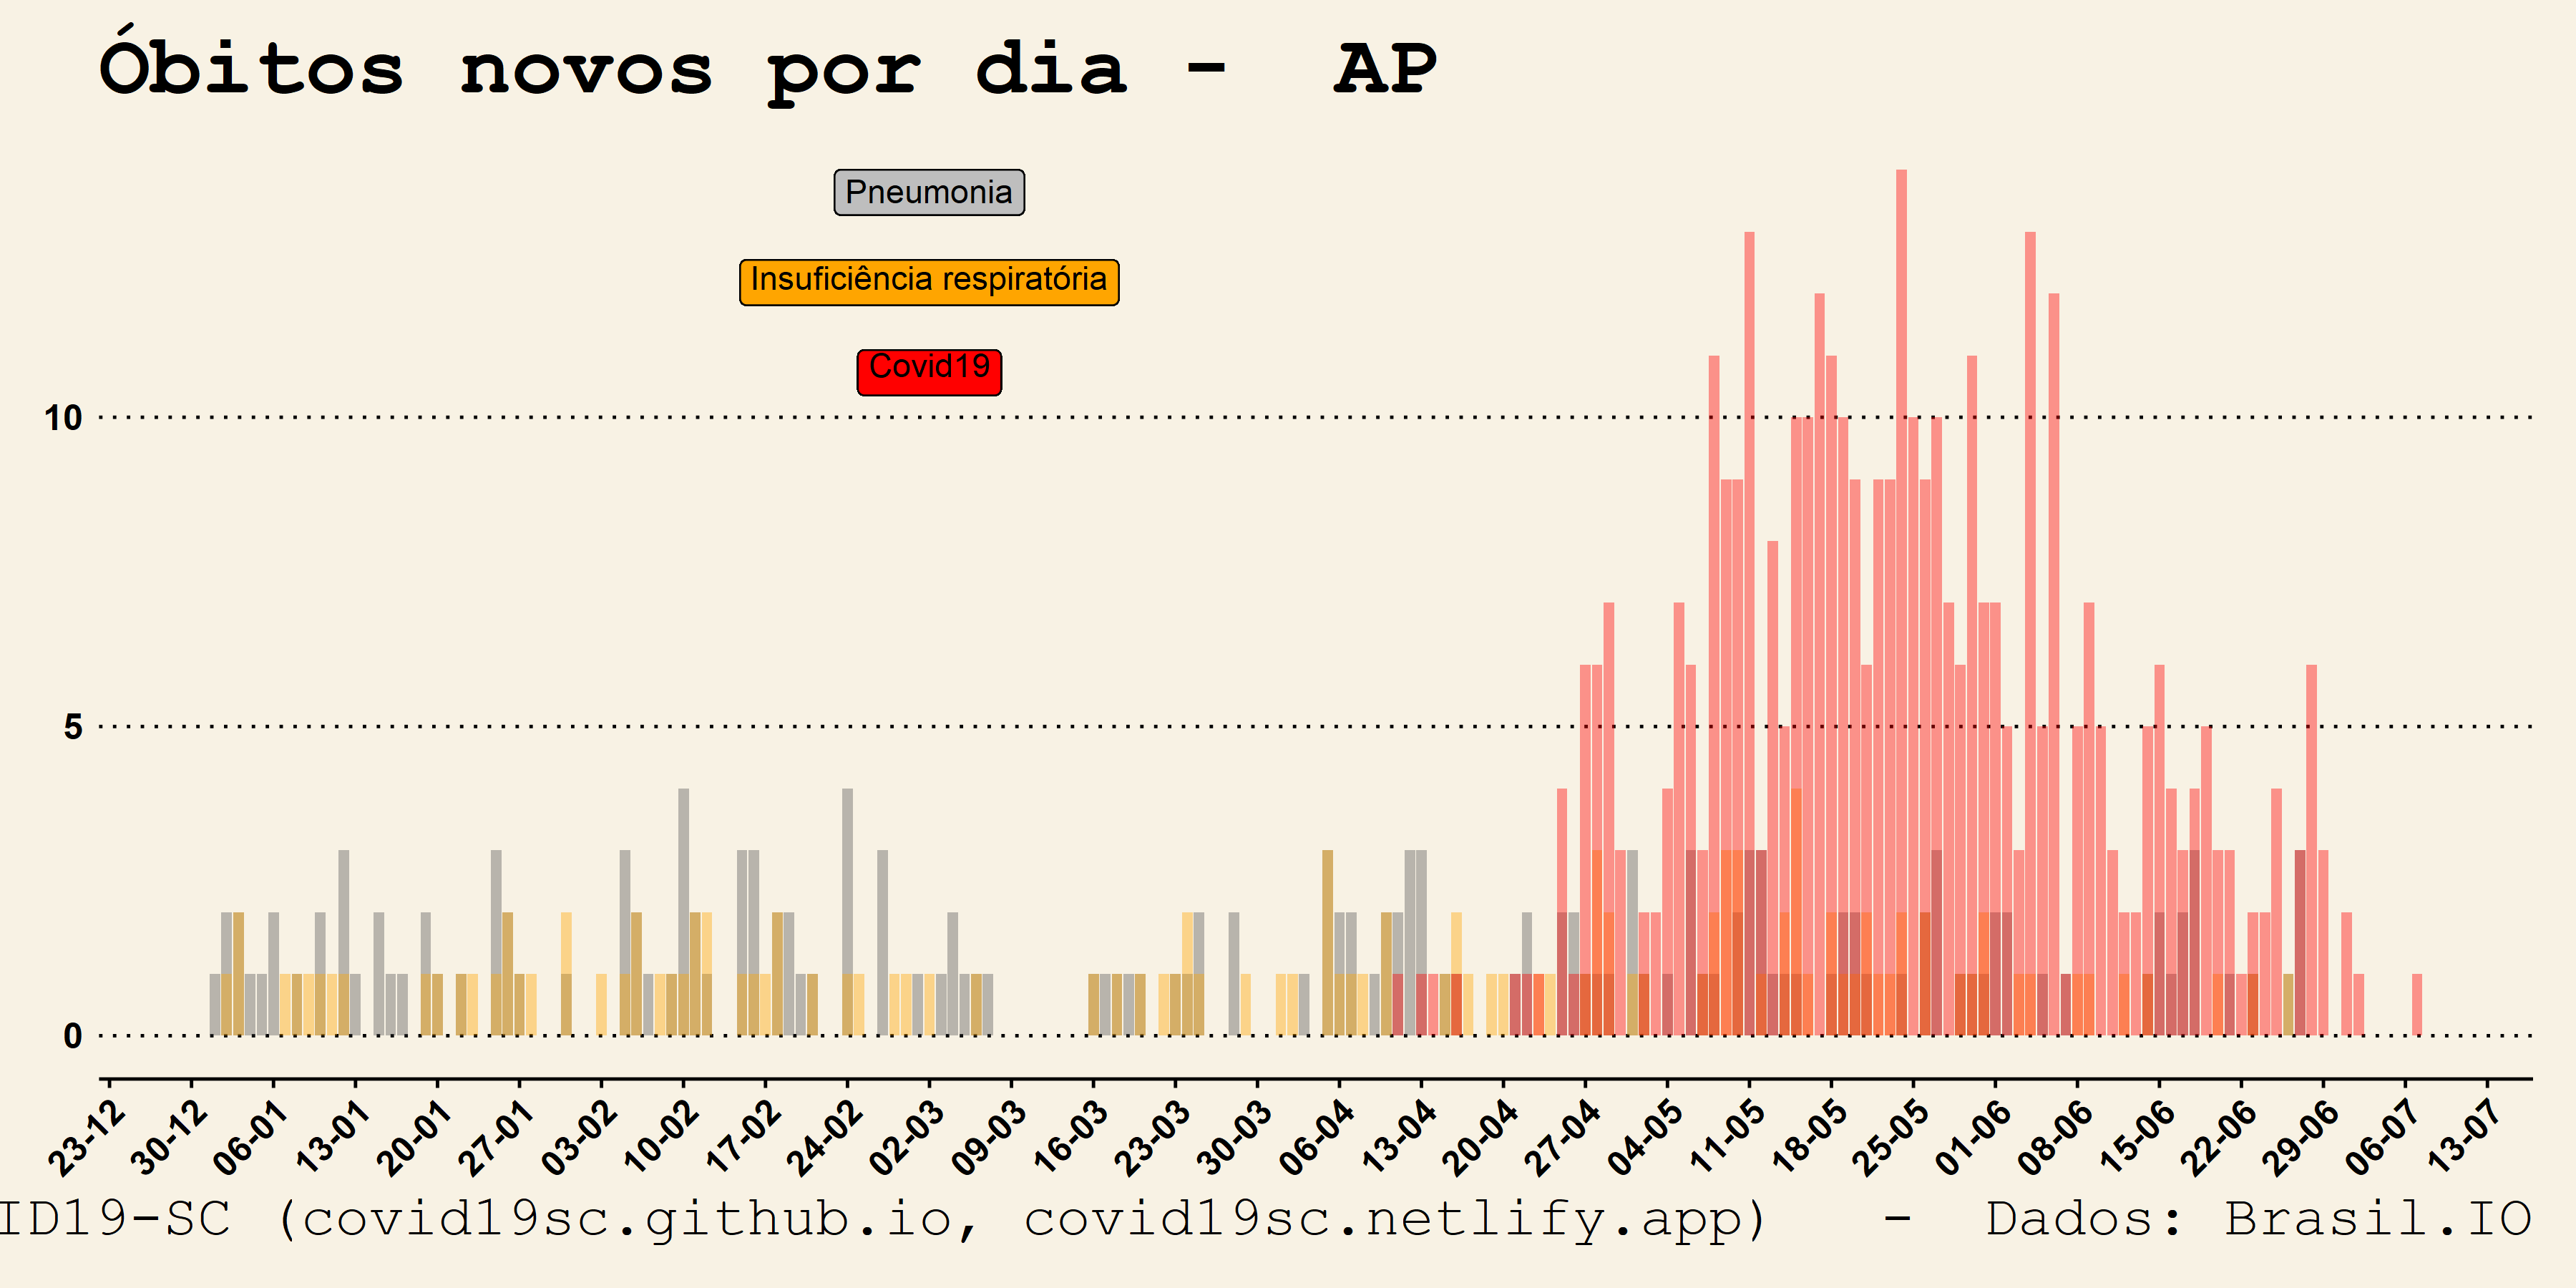 Óbitos novos por dia - AP
Pneumonia
Insuficiência respiratória
Covid19
10
5
0
23-12 30-12 06-01 13-01 20-01 27-01 03-02 10-02 17-02 24-02 02-03 09-03 16-03 23-03 30-03 06-04 13-04 20-04 27-04 04-05 11-05 18-05 25-05 01-06 08-06 15-06 22-06 29-06 06-07 13-07
ID19-SC (covid19sc.github.io, covid19sc.netlify.app) - Dados: Brasil.IO